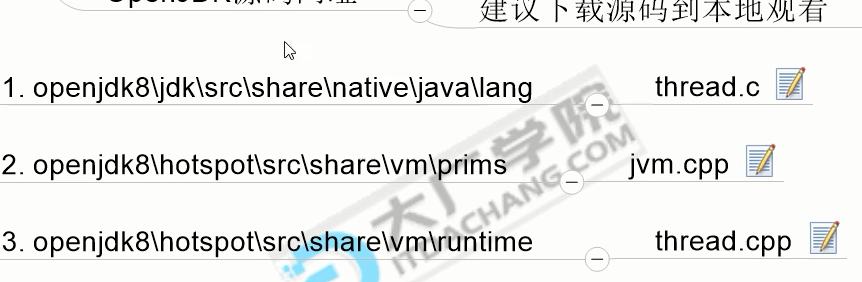 OpenJDK源码网址
建议下载源码到本地观看
1. openjdk8\jdk\src\share\native\java\lang
thread.c
2. openjdk8\hotspot\src\share\vm\prims
jvm.cpp
3. openjdk8\hotspot\src\share\vm\runtime
thread.cpp
大厂学院
ITDACHANG.COM